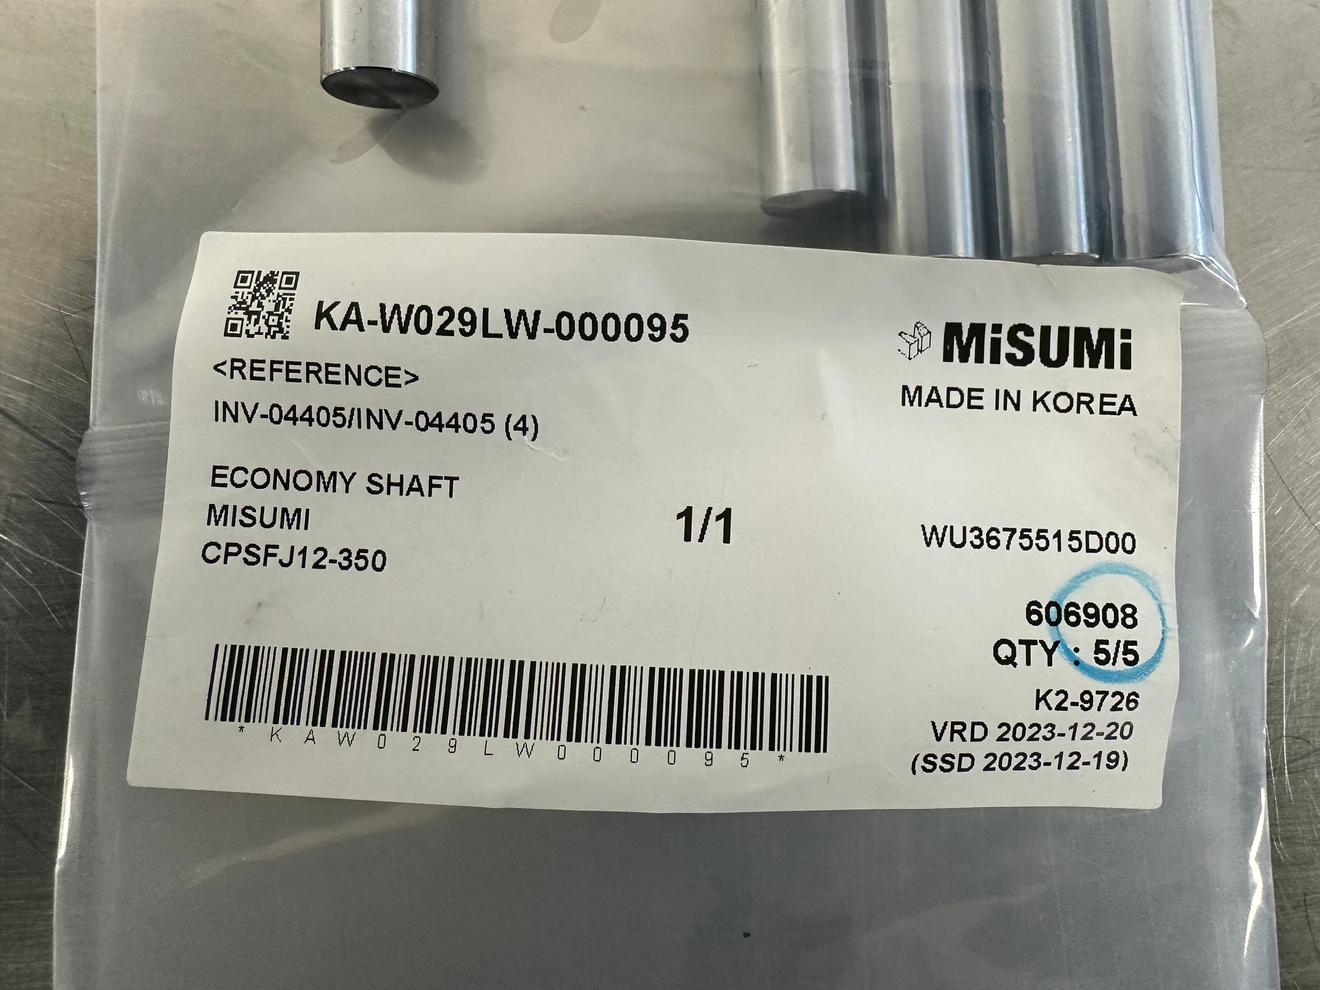 KA-W029LW-000095
<REFERENCE>
INV-04405/INV-04405 (4)
ECONOMY SHAFT
MISUMI
CPSFJ12-350
1/1
*KAW029LW000095*
MiSUMi
MADE IN KOREA
WU3675515D00
606908
QTY : 5/5
K2-9726
VRD 2023-12-20
(SSD 2023-12-19)